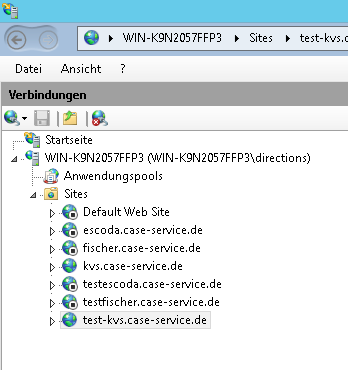 WIN-K9N2057FFP3 Sites test-kvs.c
Datei Ansicht ?
Verbindungen
Startseite
WIN-K9N2057FFP3 (WIN-K9N2057FFP3\directions)
Anwendungspools
Sites
Default Web Site
escoda.case-service.de
fischer.case-service.de
kvs.case-service.de
testescoda.case-service.de
testfischer.case-service.de
test-kvs.case-service.de